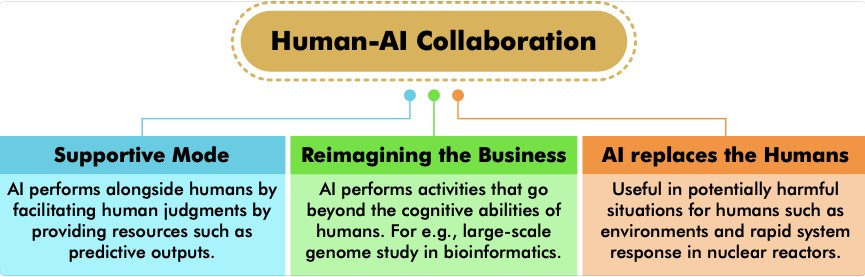 Human-AI Collaboration
Supportive Mode
AI performs alongside humans by
facilitating human judgments by
providing resources such as
predictive outputs.
Reimagining the Business
AI performs activities that go
beyond the cognitive abilities of
humans. For e.g., large-scale
genome study in bioinformatics.
AI replaces the Humans
Useful in potentially harmful
situations for humans such as
environments and rapid system
response in nuclear reactors.